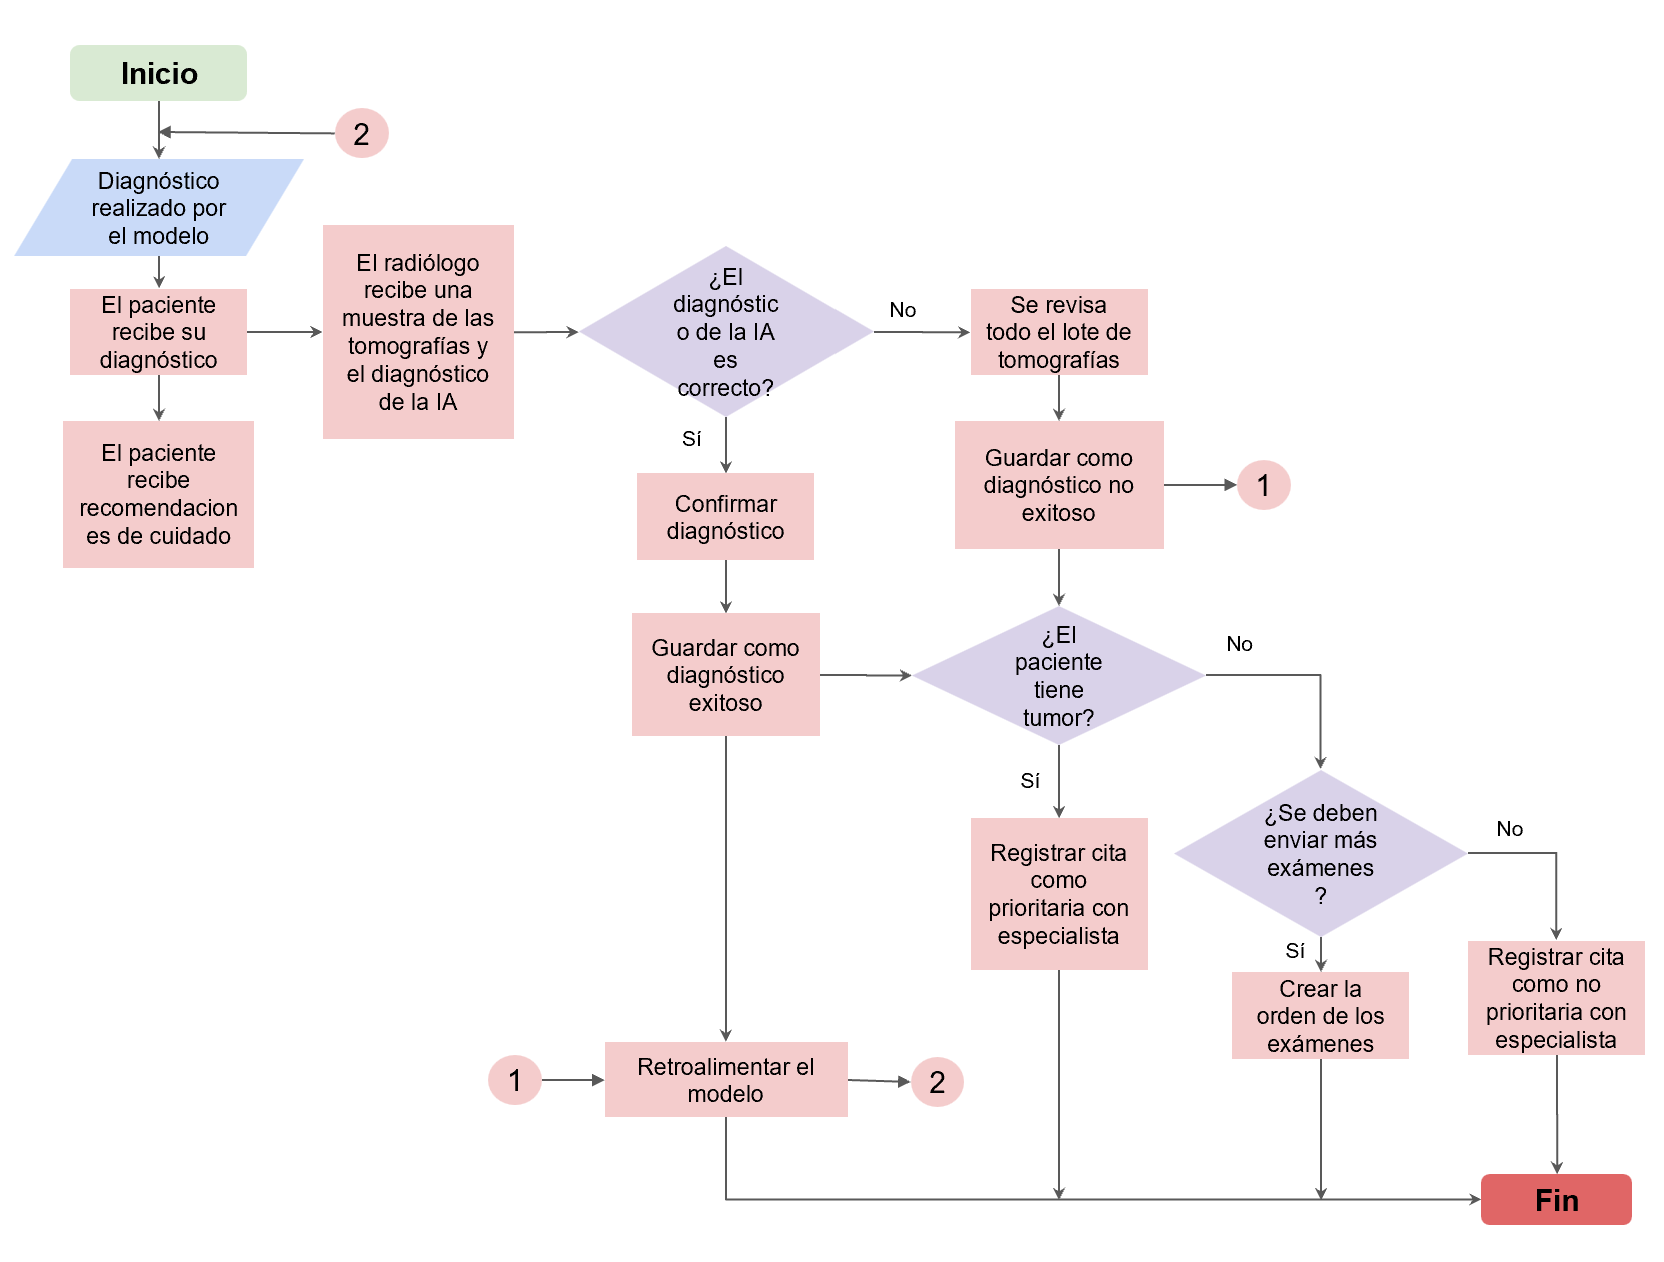 Inicio
2
Diagnóstico
realizado por
el modelo
El paciente
recibe su
diagnóstico
El paciente
recibe
recomendacion
es de cuidado
El radiólogo
recibe una
muestra de las
tomografías y
el diagnóstico
de la IA
¿El
diagnóstic
o de la IA
es
correcto?
No
Se revisa
todo el lote de
tomografías
Sí
Confirmar
diagnóstico
Guardar como
diagnóstico no
exitoso
1
Guardar como
diagnóstico
exitoso
¿El
paciente
tiene
tumor?
No
Sí
Registrar cita
como
prioritaria con
especialista
¿Se deben
enviar más
exámenes
?
No
Sí
Crear la
orden de los
exámenes
Registrar cita
como no
prioritaria con
especialista
1
Retroalimentar el
modelo
2
Fin